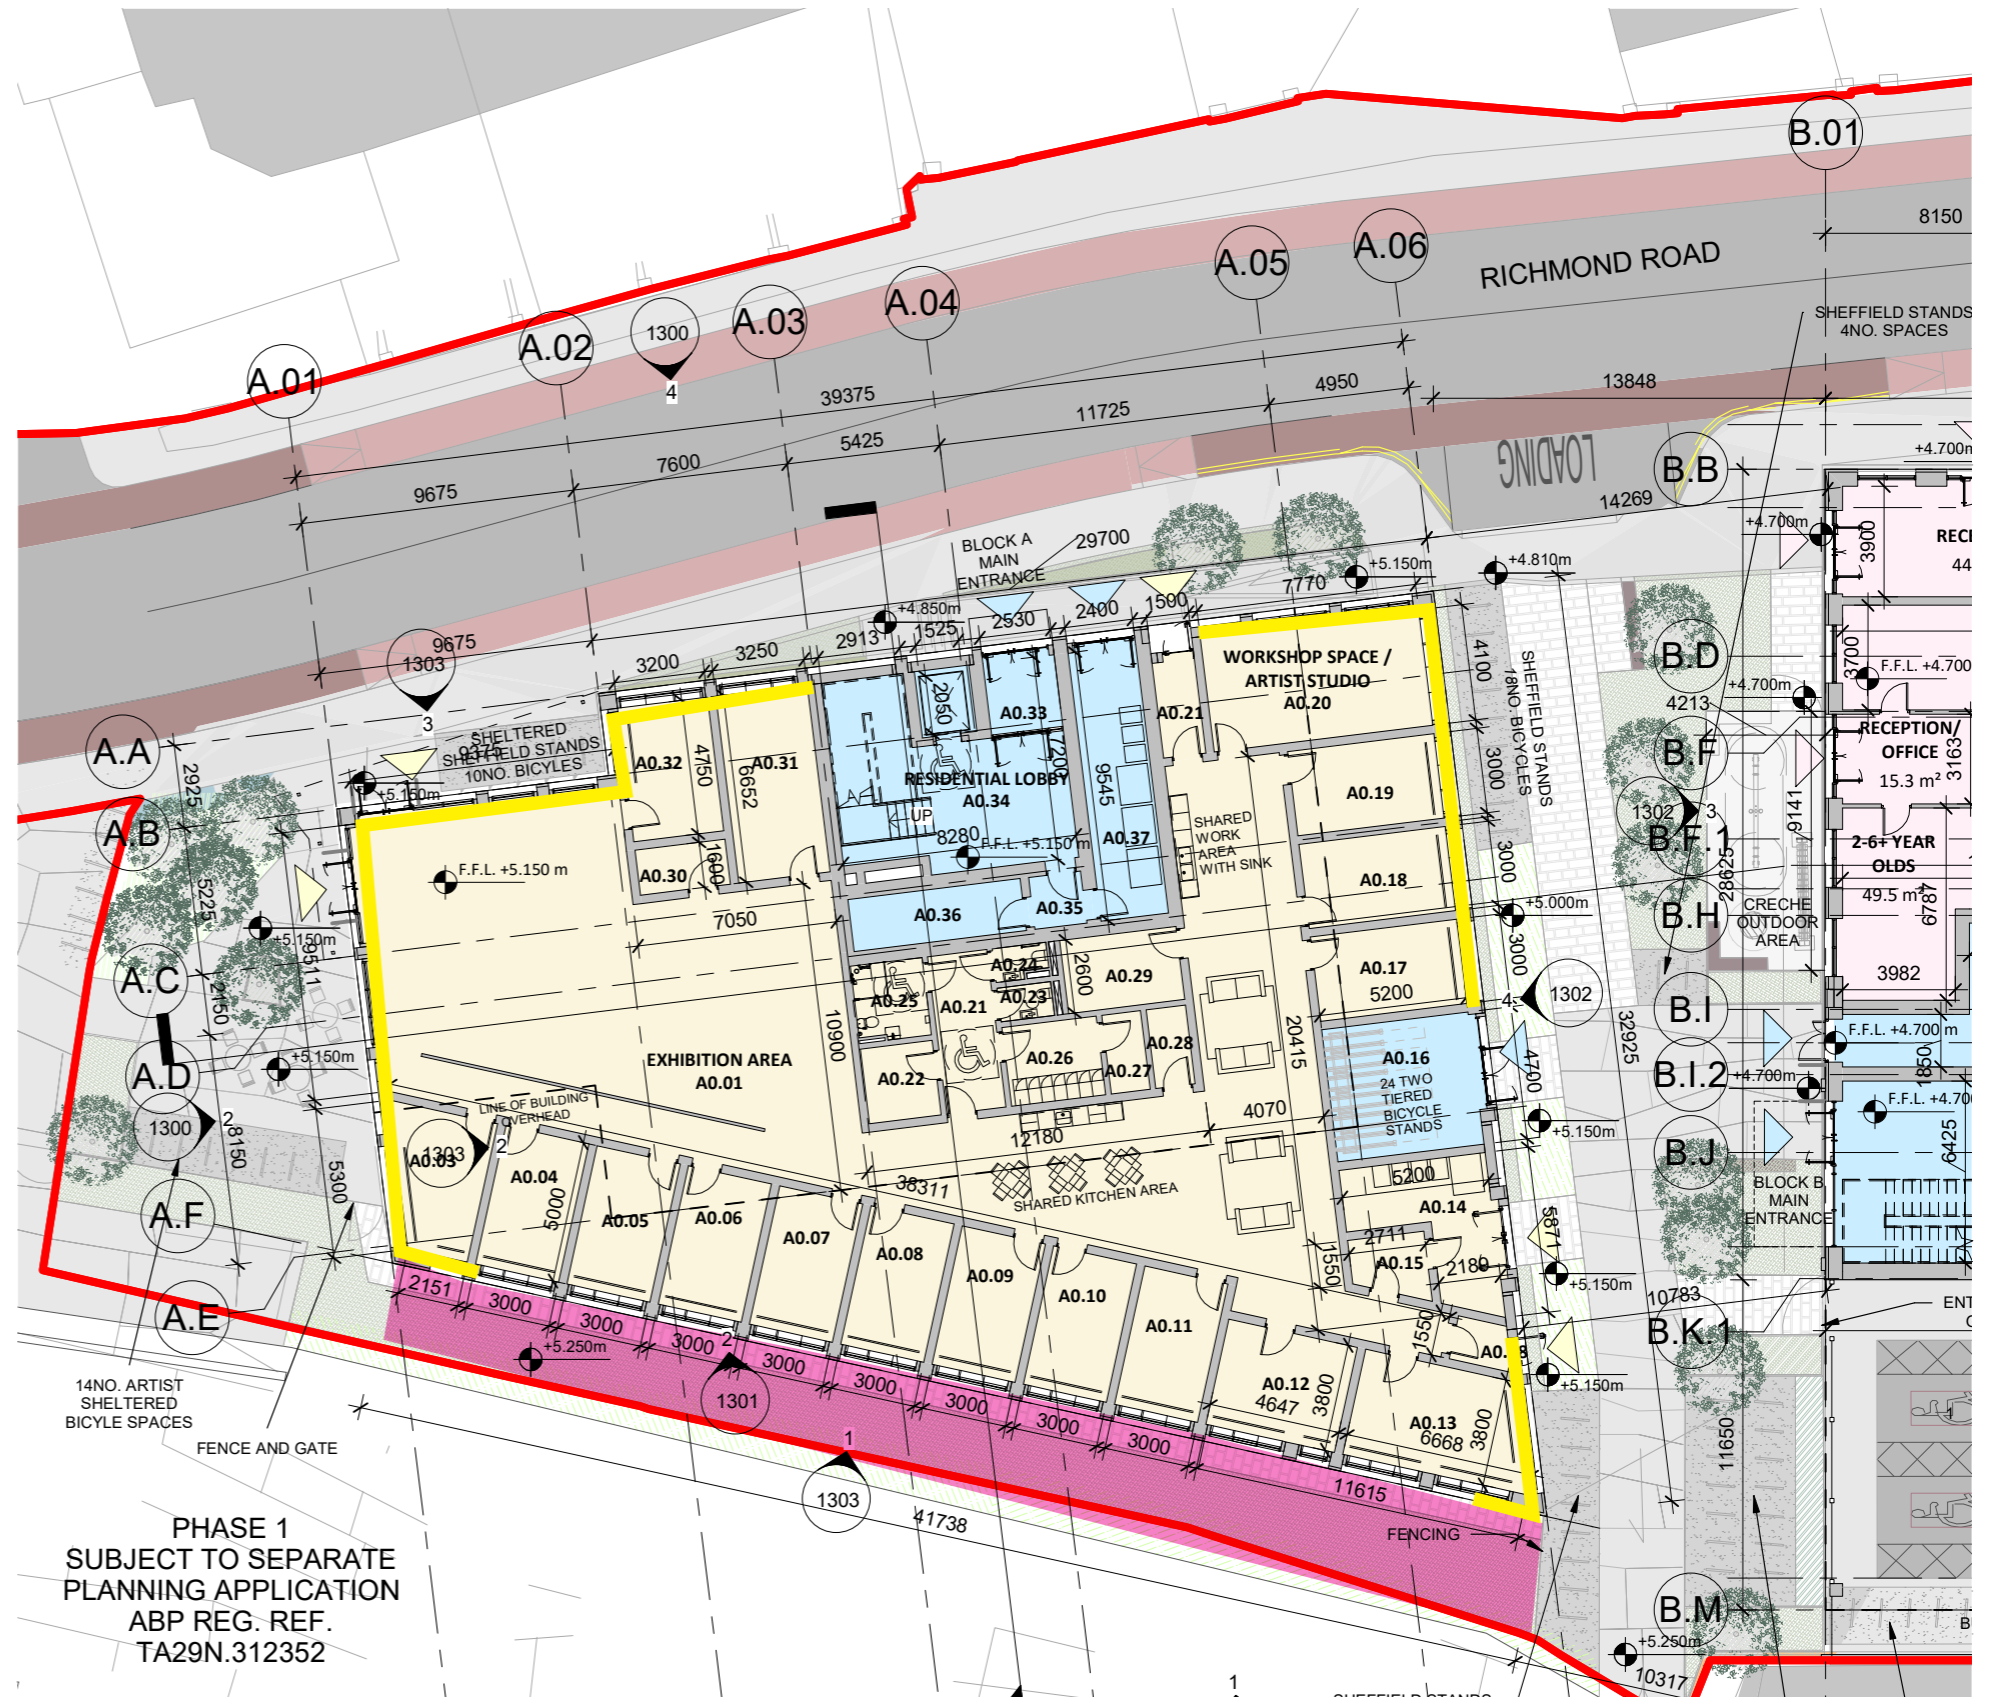 B.01
8150
A.06
A.05
RICHMOND ROAD
A.04
SHEFFIELD STANDS
4NO. SPACES
A.03
1300
4
A.02
A.01
39375
4950
13848
11725
5425
7600
9675
LOADING
B.B
+4.700m
14269
+4.700m
3900
RECE
44
BLOCK A
MAIN
ENTRANCE
29700
+5.150m
+4.810m
7770
1500
2400
2530
1525
+4.850m
2913
3250
3200
9675
1303
3
4100
3700
WORKSHOP SPACE /
ARTIST STUDIO
A0.20
SHEFFIELD STANDS
18NO. BICYCLES
B.D
F.F.L. +4.700
+4.700m
4213
A.A
2925
9375
SHELTERED
SHEFFIELD STANDS
10NO. BICYLES
+5.150m
2050
A0.33
A0.21
A0.32
4750
6652
A0.31
RESIDENTIAL LOBBY
A0.34
7200
9545
3000
RECEPTION/
OFFICE
15.3 m²
3163
B.F
A0.19
1302
3
9141
A.B
UP
8280
F.F.L. +5.150 m
A0.37
SHARED
WORK
AREA
WITH SINK
B.F.1
2-6+ YEAR
OLDS
49.5 m²
6787
A0.30
1600
F.F.L. +5.150 m
3000
A0.18
28625
5225
A0.36
A0.35
7050
+5.000m
B.H
CRECHE
OUTDOOR
AREA
+5.150m
9511
A.C
2150
A0.24
2600
A0.29
A0.17
5200
3000
3982
A0.25
A0.21
A0.23
4
1302
B.I
32925
10900
20415
F.F.L. +4.700 m
EXHIBITION AREA
A0.01
A0.28
A0.26
A0.27
A0.22
A0.16
24 TWO
TIERED
BICYCLE
STANDS
4700
1850
A.D
+5.150m
B.I.2
+4.700m
F.F.L. +4.700
LINE OF BUILDING
OVERHEAD
1300
2
8150
4070
12180
+5.150m
6425
1303
2
A0.03
A0.04
5000
A0.05
A0.06
A0.07
A0.08
A0.09
A0.10
A0.11
A0.12
4647
3800
A0.13
6668
3800
38311
SHARED KITCHEN AREA
5200
A0.14
5871
B.J
BLOCK B
MAIN
ENTRANCE
5300
A.F
2711
A0.15
2180
1550
+5.150m
10783
A.E
2151
3000
3000
3000
3000
3000
3000
3000
3000
11615
1550
B.K.1
+5.150m
+5.250m
2
1301
1
1303
41738
14NO. ARTIST
SHELTERED
BICYLE SPACES
FENCE AND GATE
FENCING
11650
PHASE 1
SUBJECT TO SEPARATE
PLANNING APPLICATION
ABP REG. REF.
TA29N.312352
B.M
+5.250m
10317
1
SHEFFIELD STANDS